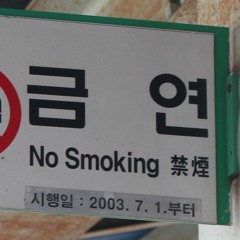 금 연
No Smoking 禁煙
시행일 : 2003. 7. 1.부터